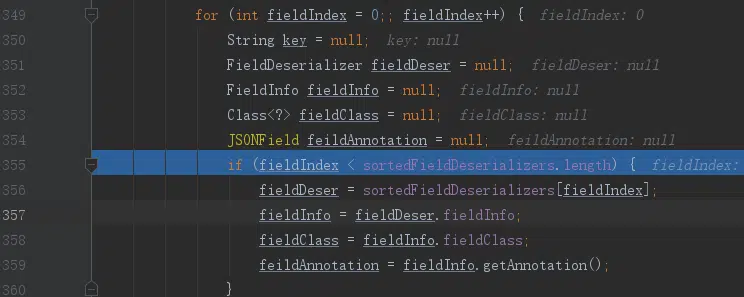 349 for (int fieldIndex = 0;; fieldIndex++) { fieldIndex: 0
350 String key = null; key: null
351 FieldDeserializer fieldDeser = null; fieldDeser: null
352 FieldInfo fieldInfo = null; fieldInfo: null
353 Class<?> fieldClass = null; fieldClass: null
354 JSONField feildAnnotation = null; feildAnnotation: null
355 if (fieldIndex < sortedFieldDeserializers.length) { fieldIndex:
356 fieldDeser = sortedFieldDeserializers[fieldIndex];
357 fieldInfo = fieldDeser.fieldInfo;
358 fieldClass = fieldInfo.fieldClass;
359 feildAnnotation = fieldInfo.getAnnotation();
360 }